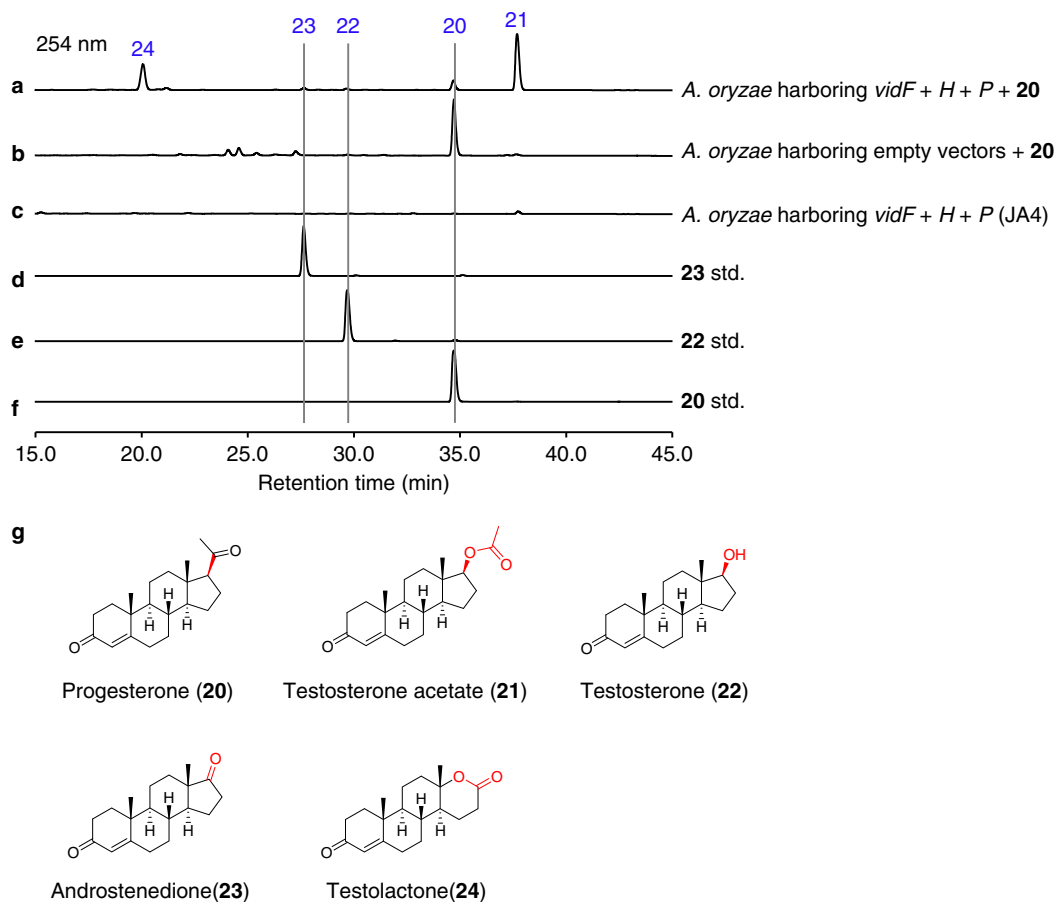 23 22 20 21
254 nm 24
a A. oryzae harboring vidF + H + P + 20
b A. oryzae harboring empty vectors + 20
c A. oryzae harboring vidF + H + P (JA4)
d 23 std.
e 22 std.
f 20 std.
15.0 20.0 25.0 30.0 35.0 40.0 45.0
Retention time (min)
g
O O O OH
O H H O H H O H H
Progesterone (20) Testosterone acetate (21) Testosterone (22)
O O O
O H H O H H
Androstenedione(23) Testolactone(24)